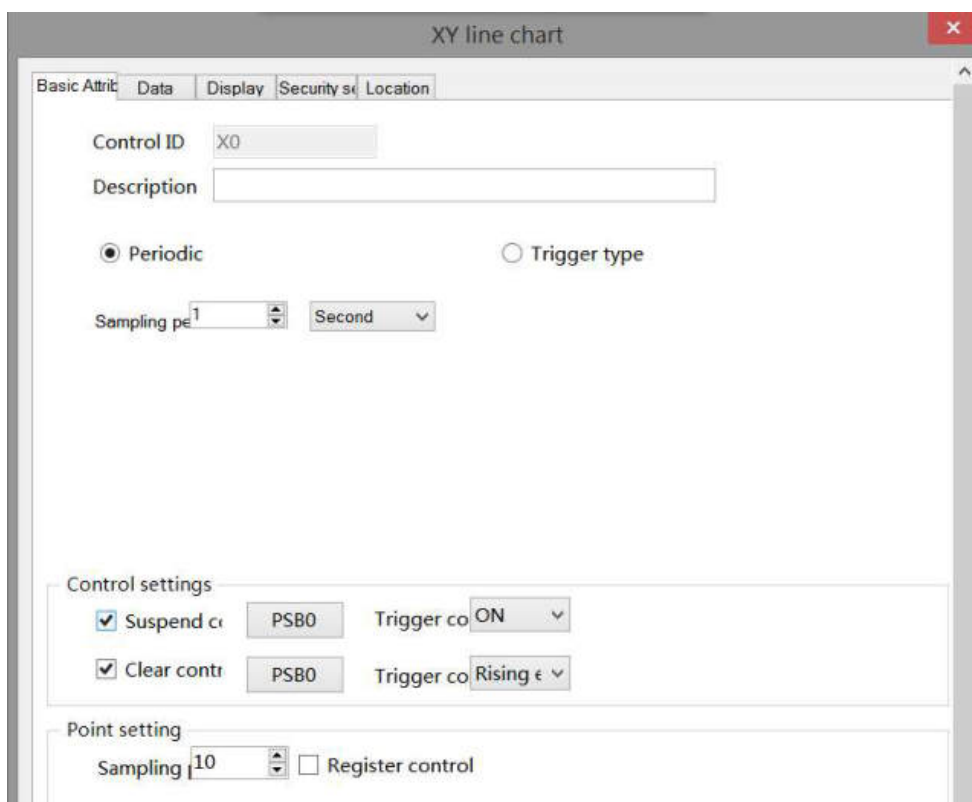 XY line chart
Basic Attrib Data Display Security se Location
Control ID X0
Description
Periodic Trigger type
Sampling pe 1 Second
Control settings
Suspend co PSB0 Trigger co ON
Clear contr PSB0 Trigger co Rising e
Point setting
Sampling p 10 Register control